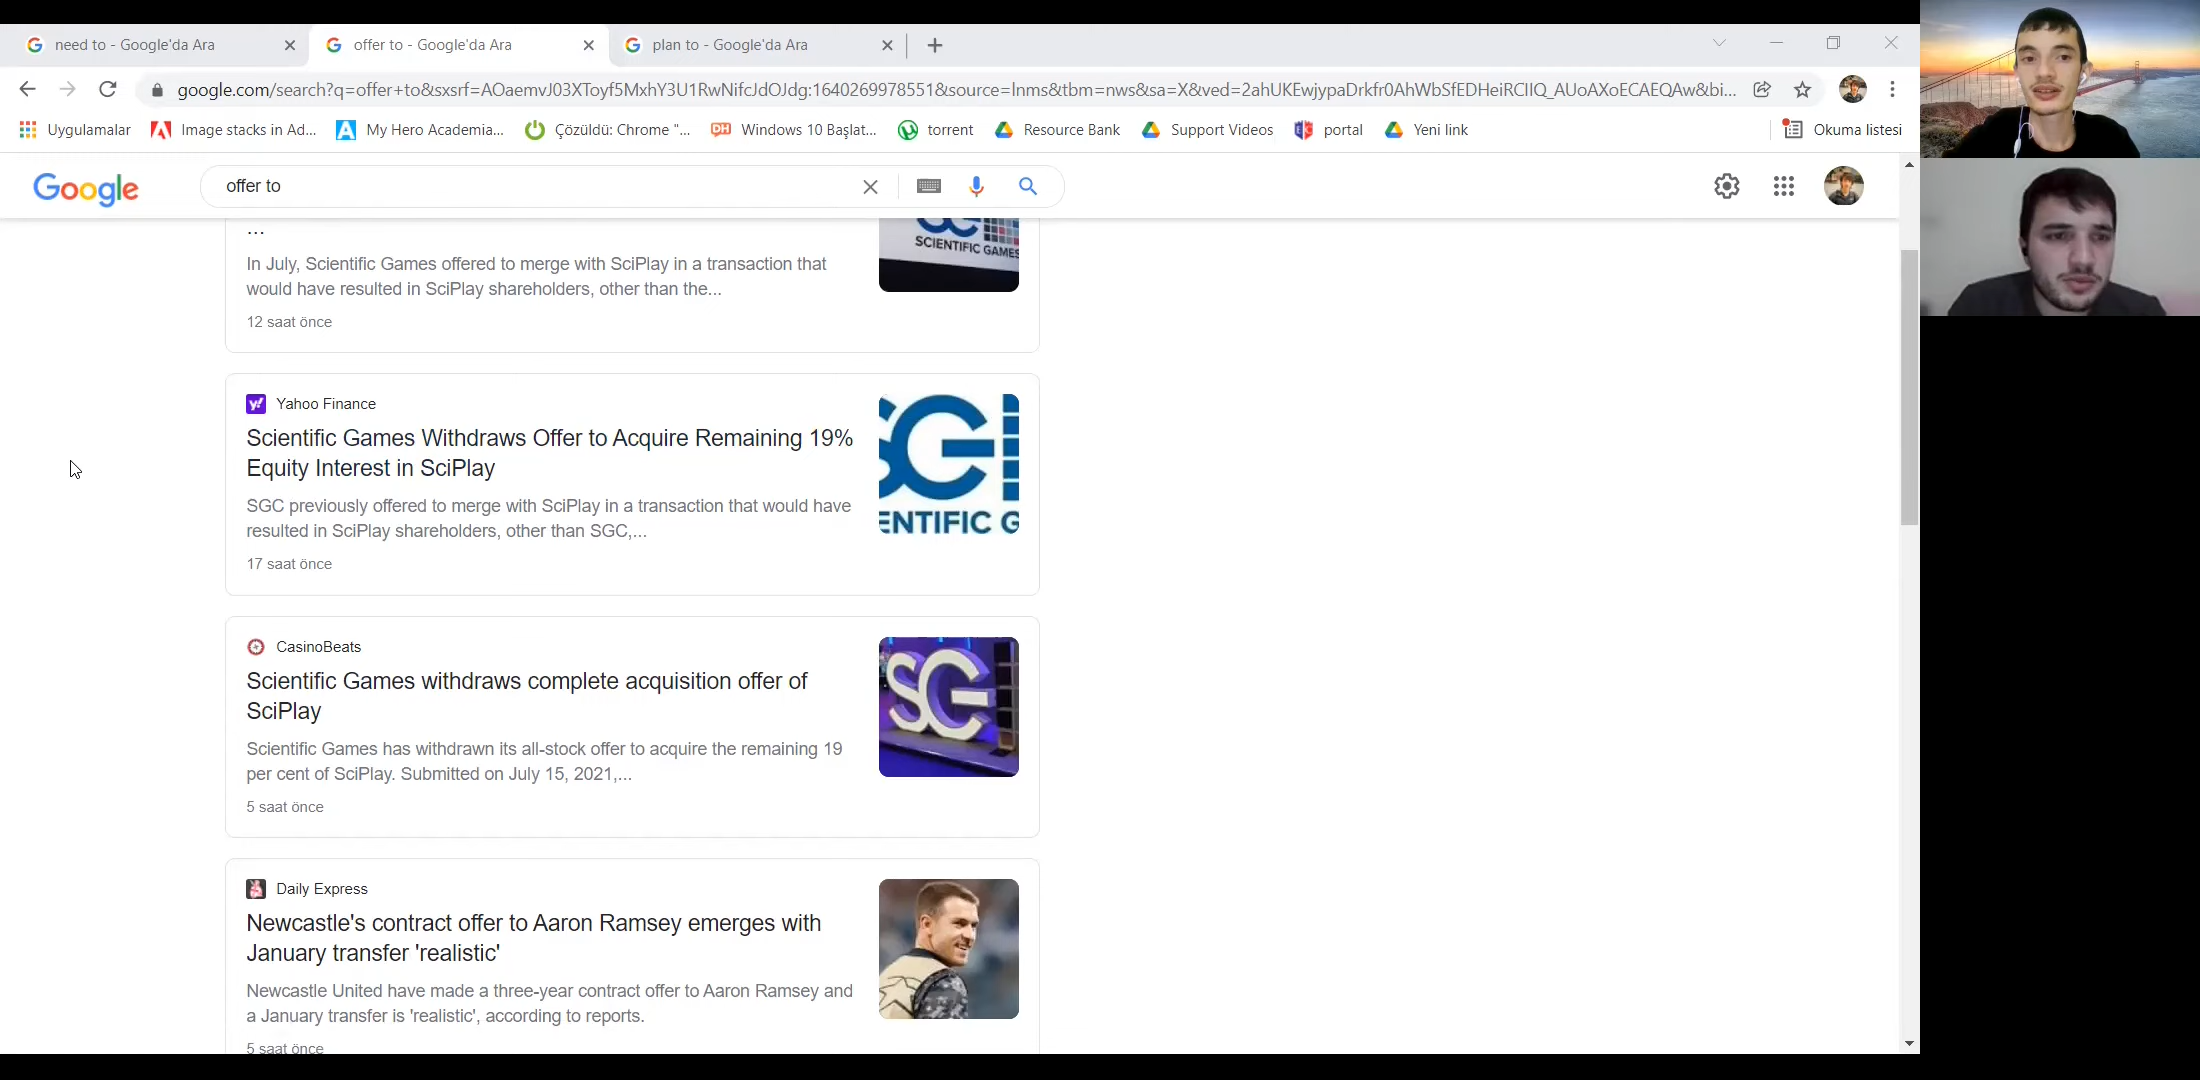 need to - Google'da Ara
offer to - Google'da Ara
plan to - Google'da Ara
google.com/search?q=offer+to&sxsrf=AOaemvJ03XToyf5MxhY3U1RwNifcJdOJdg:1640269978551&source=lnms&tbm=nws&sa=X&ved=2ahUKEwjypaDrkfr0AhWbSfEDHeiRCIIQ_AUoAXoECAEQAw&bi...
Uygulamalar
Image stacks in Ad...
My Hero Academia...
Çözüldü: Chrome "...
DH
Windows 10 Başlat...
torrent
Resource Bank
Support Videos
portal
Yeni link
Okuma listesi
Google
offer to
...
In July, Scientific Games offered to merge with SciPlay in a transaction that
would have resulted in SciPlay shareholders, other than the...
12 saat önce
SCIENTIFIC GAMES
y!
Yahoo Finance
Scientific Games Withdraws Offer to Acquire Remaining 19%
Equity Interest in SciPlay
SGC previously offered to merge with SciPlay in a transaction that would have
resulted in SciPlay shareholders, other than SGC,...
17 saat önce
ENTIFIC G
CasinoBeats
Scientific Games withdraws complete acquisition offer of
SciPlay
Scientific Games has withdrawn its all-stock offer to acquire the remaining 19
per cent of SciPlay. Submitted on July 15, 2021,...
5 saat önce
SG
Daily Express
Newcastle's contract offer to Aaron Ramsey emerges with
January transfer 'realistic'
Newcastle United have made a three-year contract offer to Aaron Ramsey and
a January transfer is 'realistic', according to reports.
5 saat önce